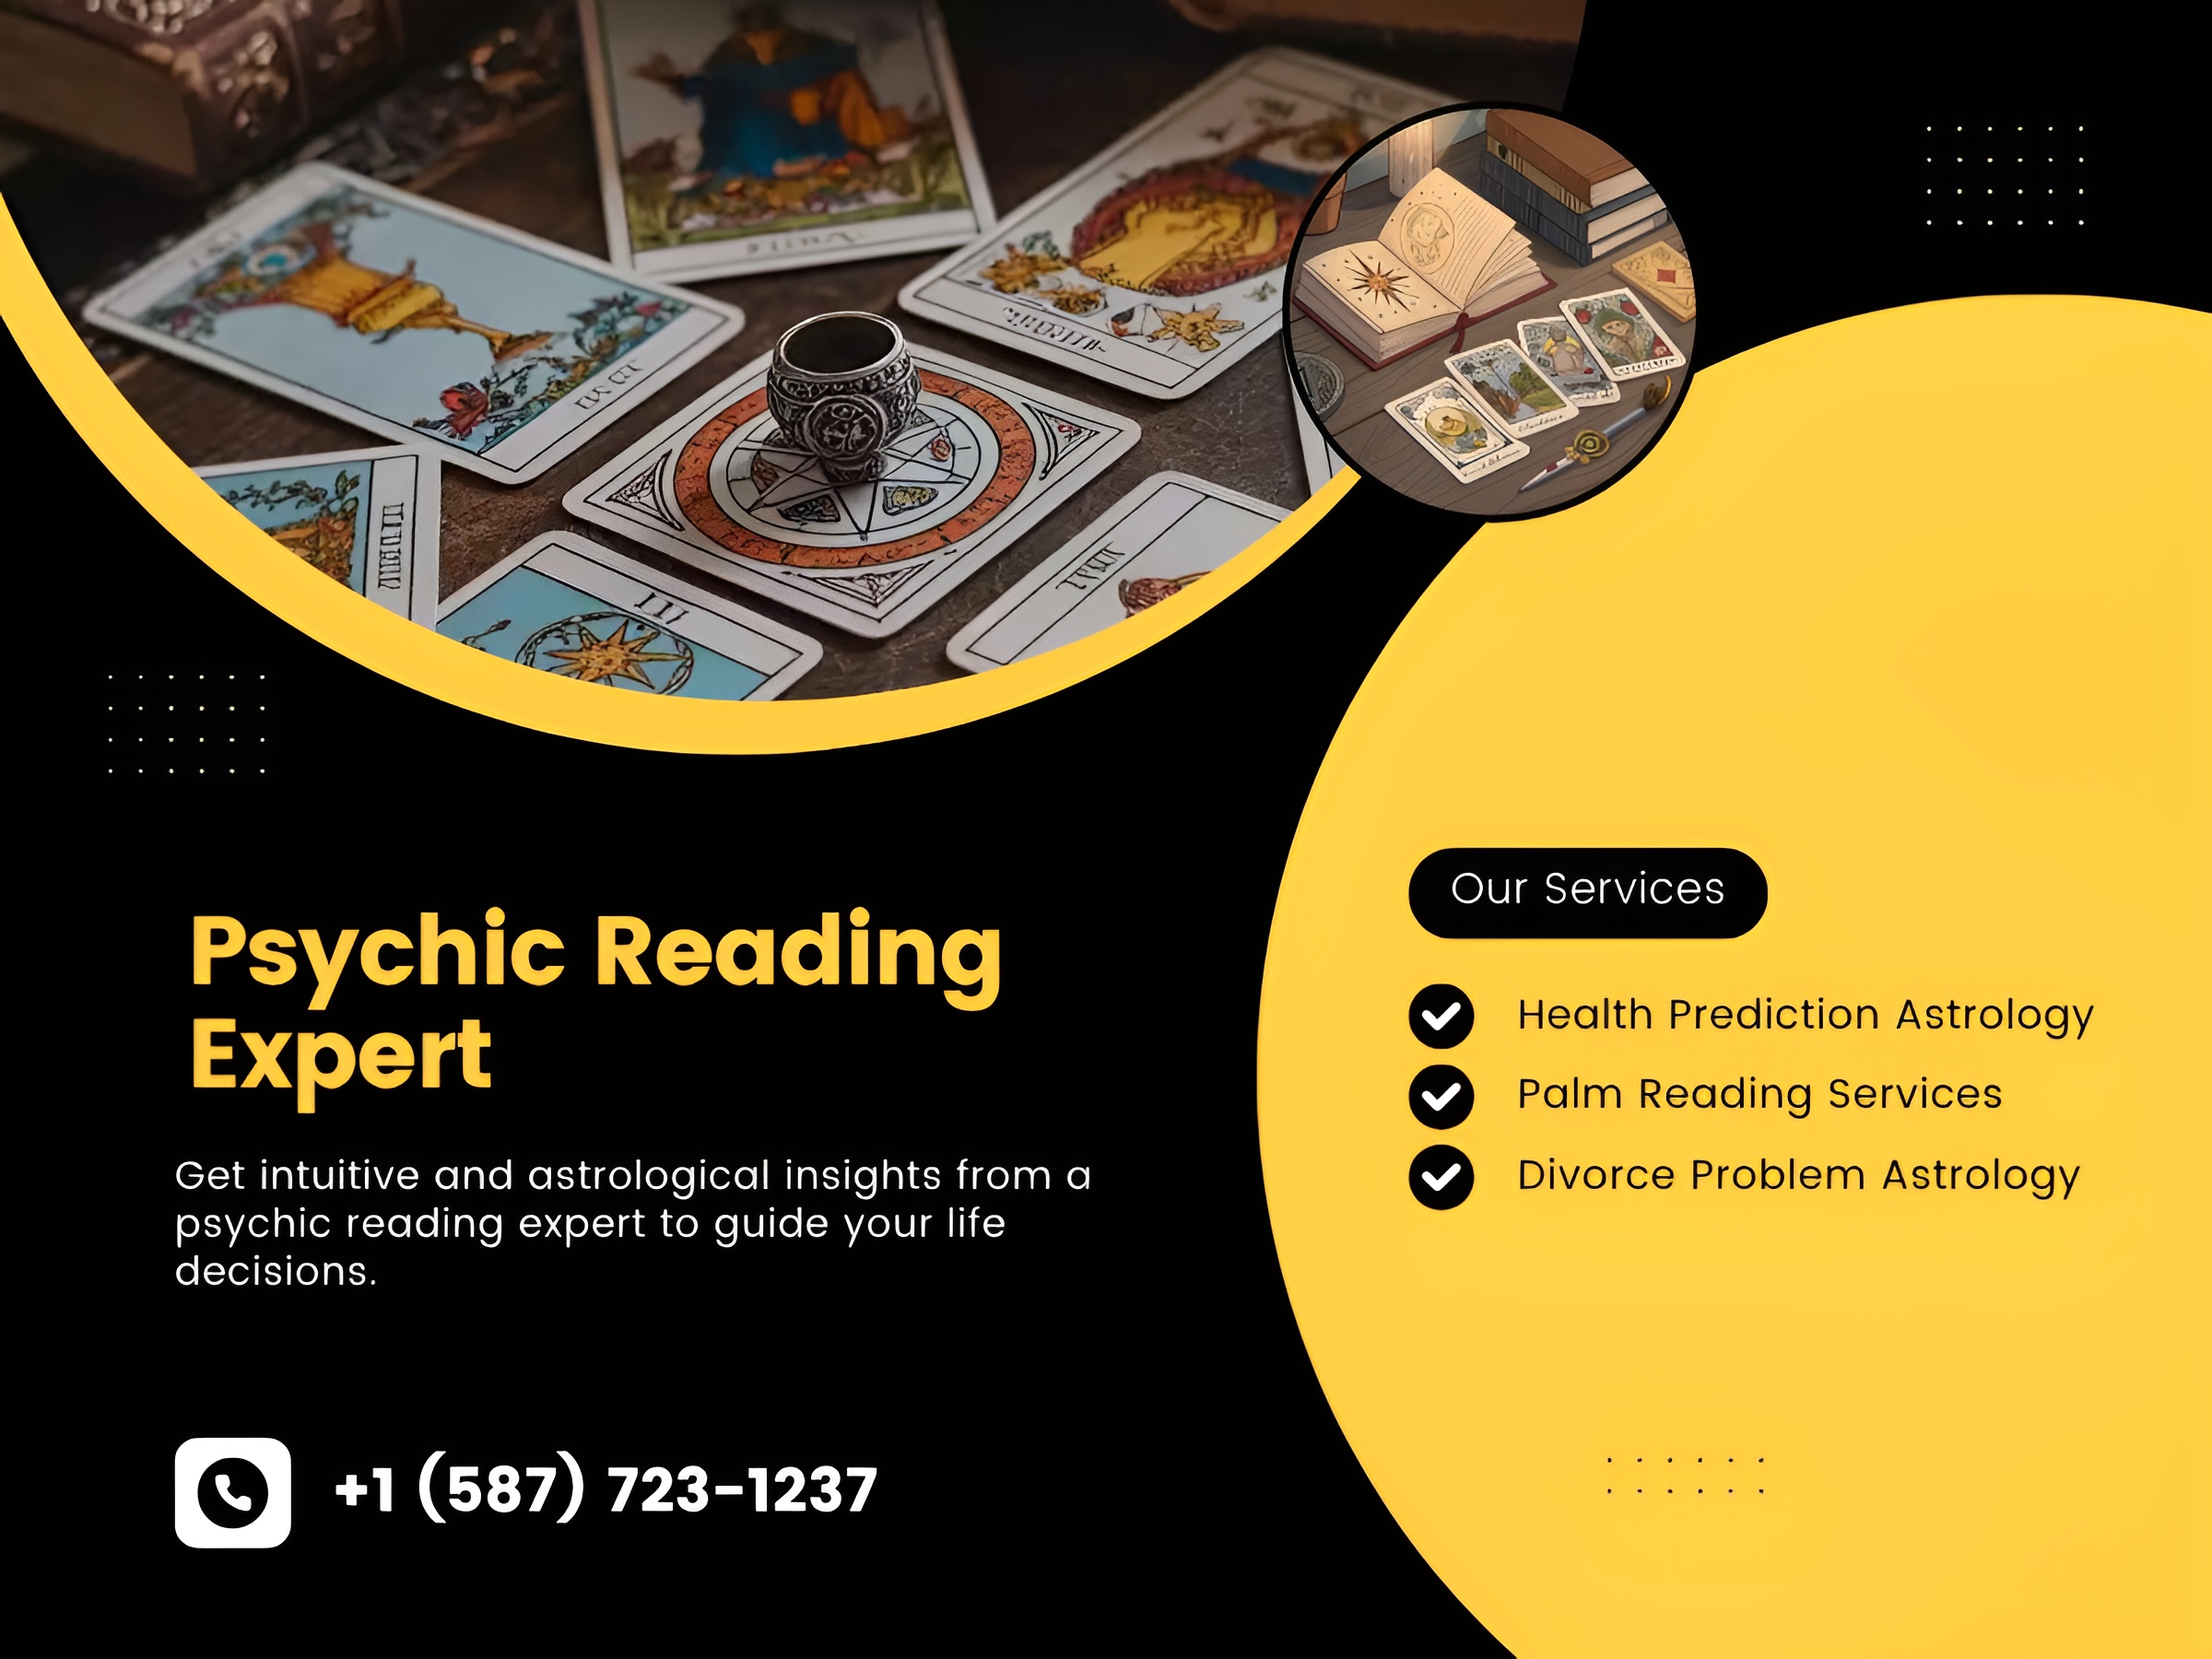 Psychic Reading
Expert
Get intuitive and astrological insights from a
psychic reading expert to guide your life
decisions.
+1 (587) 723-1237
Our Services
Health Prediction Astrology
Palm Reading Services
Divorce Problem Astrology